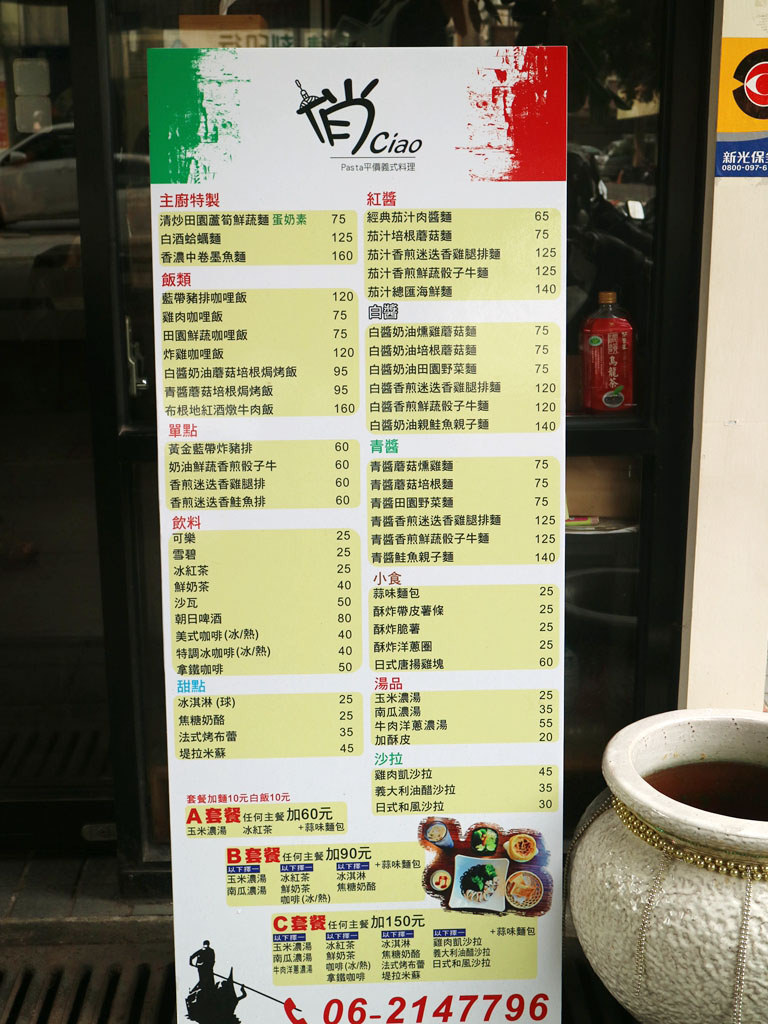 俏Ciao
Pasta平價義式料理
主廚特製
清炒田園蘆筍鮮蔬麵 蛋奶素 75
白酒蛤蠣麵 125
香濃中卷墨魚麵 160
飯類
藍帶豬排咖哩飯 120
雞肉咖哩飯 75
田園鮮蔬咖哩飯 75
炸雞咖哩飯 120
白醬奶油蘑菇培根焗烤飯 95
青醬蘑菇培根焗烤飯 95
布根地紅酒燉牛肉飯 160
單點
黃金藍帶炸豬排 60
奶油鮮蔬香煎骰子牛 60
香煎迷迭香雞腿排 60
香煎迷迭香鮭魚排 60
飲料
可樂 25
雪碧 25
冰紅茶 25
鮮奶茶 40
沙瓦 50
朝日啤酒 80
美式咖啡(冰/熱) 40
特調冰咖啡(冰/熱) 40
拿鐵咖啡 50
甜點
冰淇淋(球) 25
焦糖奶酪 25
法式烤布蕾 35
堤拉米蘇 45
紅醬
經典茄汁肉醬麵 65
茄汁培根蘑菇麵 75
茄汁香煎迷迭香雞腿排麵 125
茄汁香煎鮮蔬骰子牛麵 125
茄汁總匯海鮮麵 140
白醬
白醬奶油燻雞蘑菇麵 75
白醬奶油培根蘑菇麵 75
白醬奶油田園野菜麵 75
白醬香煎迷迭香雞腿排麵 120
白醬香煎鮮蔬骰子牛麵 120
白醬奶油親鮭魚親子麵 140
青醬
青醬蘑菇燻雞麵 75
青醬蘑菇培根麵 75
青醬田園野菜麵 75
青醬香煎迷迭香雞腿排麵 125
青醬香煎鮮蔬骰子牛麵 125
青醬鮭魚親子麵 140
小食
蒜味麵包 25
酥炸帶皮薯條 25
酥炸脆薯 25
酥炸洋蔥圈 25
日式唐揚雞塊 60
湯品
玉米濃湯 25
南瓜濃湯 35
牛肉洋蔥濃湯 55
加酥皮 20
沙拉
雞肉凱沙拉 45
義大利油醋沙拉 35
日式和風沙拉 30
套餐加麵10元白飯10元
A套餐 任何主餐 加60元
玉米濃湯 冰紅茶 +蒜味麵包
B套餐 任何主餐 加90元
以下擇一 以下擇一 以下擇一 +蒜味麵包
玉米濃湯 冰紅茶 冰淇淋
南瓜濃湯 鮮奶茶 焦糖奶酪
咖啡(冰/熱)
C套餐 任何主餐 加150元
以下擇一 以下擇一 以下擇一 以下擇一 +蒜味麵包
玉米濃湯 冰紅茶 冰淇淋 雞肉凱沙拉
南瓜濃湯 鮮奶茶 焦糖奶酪 義大利油醋沙拉
牛肉洋蔥濃湯 咖啡(冰/熱) 法式烤布蕾 日式和風沙拉
拿鐵咖啡 堤拉米蘇
06-2147796
新光保全
0800-097-6
烏龍茶